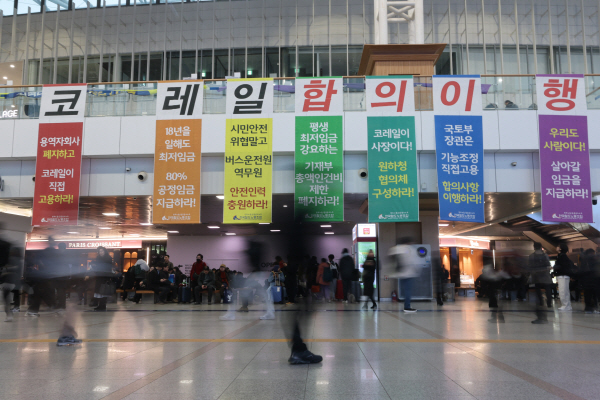 코레일합의이행
용역자회사
폐지하고
코레일이
직접
고용하라!
18년을
일해도
최저임금
80%
공정임금
지급하라!
시민안전
위협말고
버스운전원
역무원
안전인력
충원하라!
평생
최저임금
강요하는
기재부
총액인건비
제한
폐지하라!
코레일이
사장이다!
원하청
협의체
구성하라!
국토부
장관은
기능조정
직접고용
합의사항
이행하라!
우리도
사람이다!
살아갈
임금을
지급하라!
PARIS CROISSANT